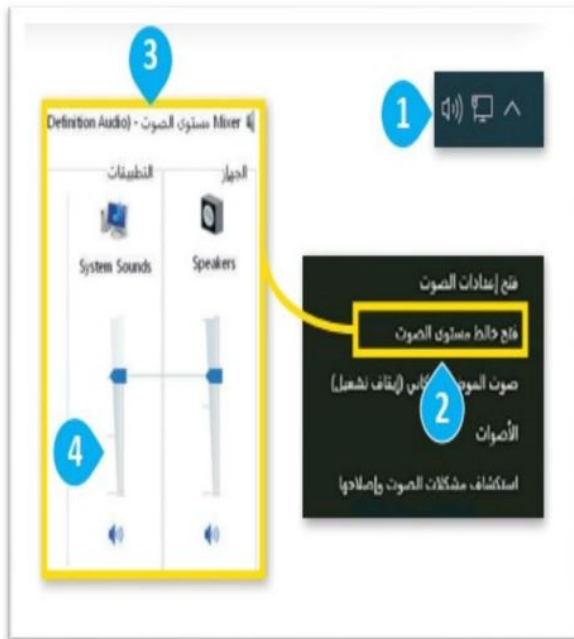 3
1
Mixer مستوى الصوت - (Definition Audio
الجهاز
التطبيقات
Speakers
System Sounds
فتح إعدادات الصوت
فتح خالط مستوى الصوت
صوت (إيقاف تشغيل)
2
الأصوات
4
استكشاف مشكلات الصوت وإصلاحها